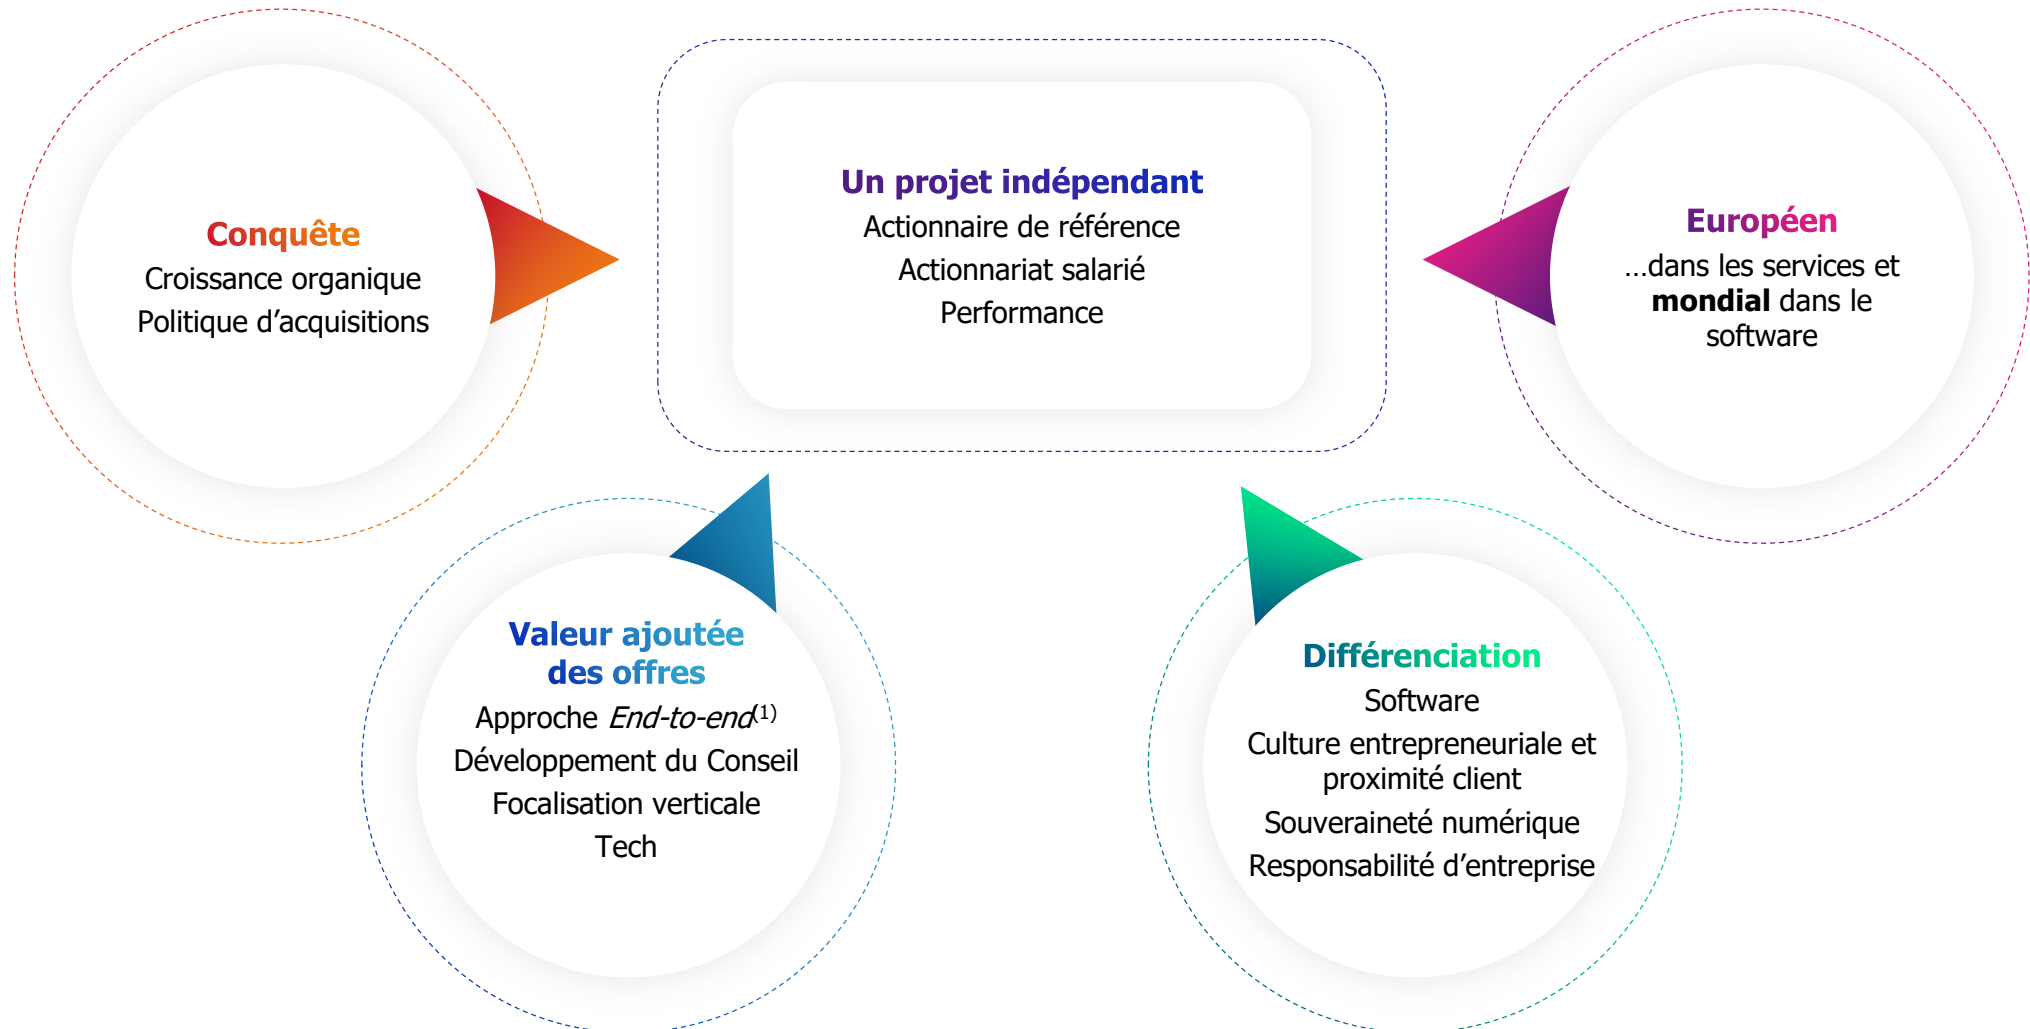 Conquête
Croissance organique
Politique d’acquisitions
Un projet indépendant
Actionnaire de référence
Actionnariat salarié
Performance
Européen
…dans les services et
mondial dans le
software
Valeur ajoutée
des offres
Approche End-to-end(1)
Développement du Conseil
Focalisation verticale
Tech
Différenciation
Software
Culture entrepreneuriale et
proximité client
Souveraineté numérique
Responsabilité d’entreprise